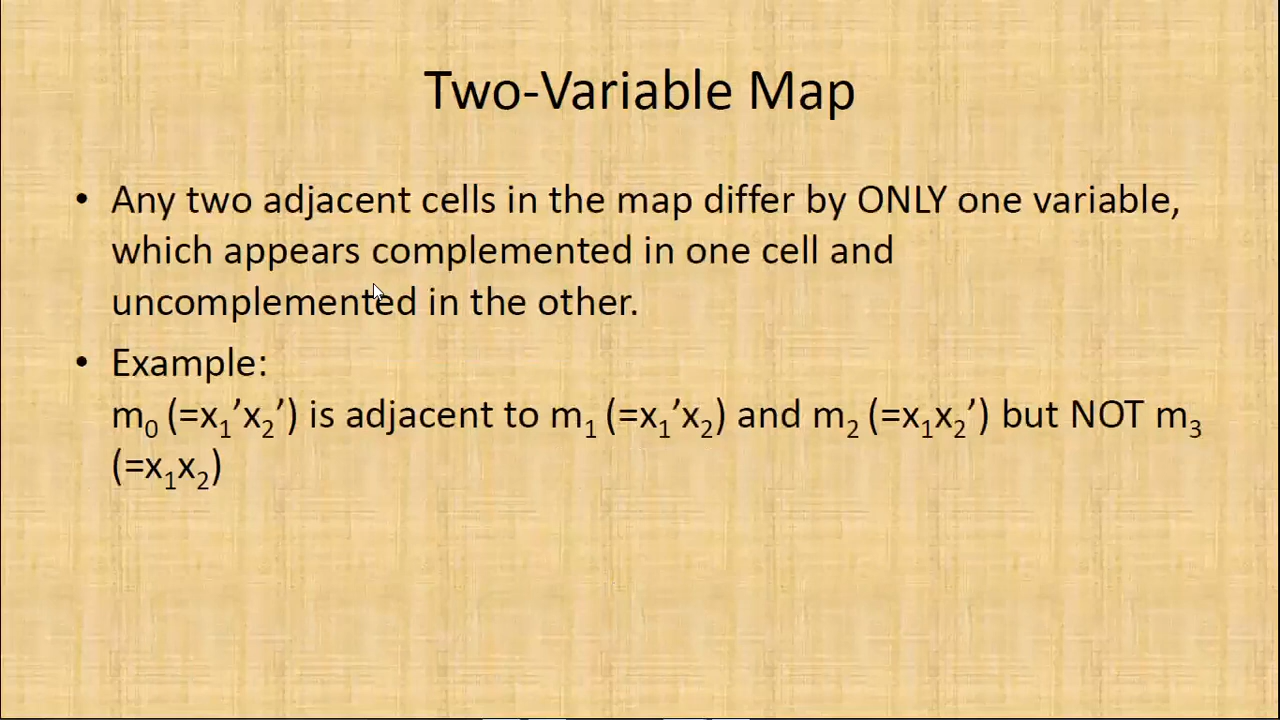 Two-Variable Map
• Any two adjacent cells in the map differ by ONLY one variable,
which appears complemented in one cell and
uncomplemented in the other.
• Example:
m₀ (=x₁’x₂’) is adjacent to m₁ (=x₁’x₂) and m₂ (=x₁x₂’) but NOT m₃
(=x₁x₂)